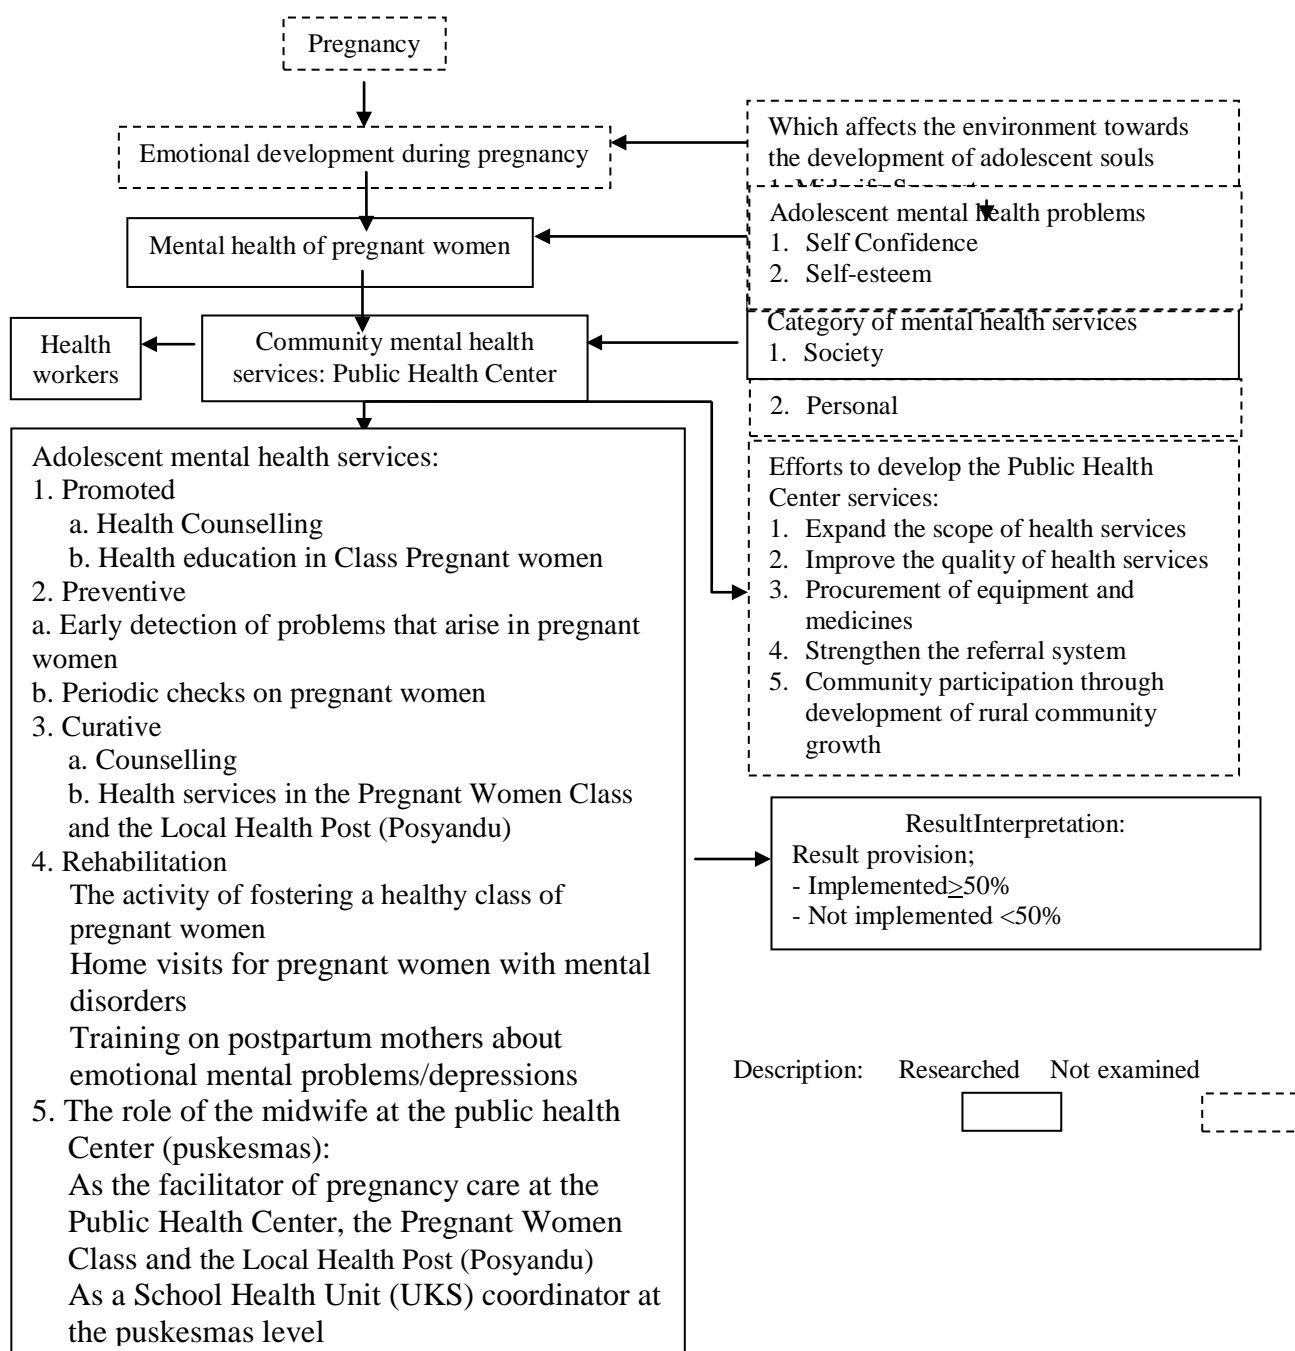 Pregnancy
Emotional development during pregnancy
Which affects the environment towards
the development of adolescent souls
Mental health of pregnant women
Adolescent mental health problems
1. Self Confidence
2. Self-esteem
Health
workers
Community mental health
services: Public Health Center
Category of mental health services
1. Society
2. Personal
Adolescent mental health services:
1. Promoted
a. Health Counselling
b. Health education in Class Pregnant women
2. Preventive
a. Early detection of problems that arise in pregnant
women
b. Periodic checks on pregnant women
3. Curative
a. Counselling
b. Health services in the Pregnant Women Class
and the Local Health Post (Posyandu)
4. Rehabilitation
The activity of fostering a healthy class of
pregnant women
Home visits for pregnant women with mental
disorders
Training on postpartum mothers about
emotional mental problems/depressions
5. The role of the midwife at the public health
Center (puskesmas):
As the facilitator of pregnancy care at the
Public Health Center, the Pregnant Women
Class and the Local Health Post (Posyandu)
As a School Health Unit (UKS) coordinator at
the puskesmas level
Efforts to develop the Public Health
Center services:
1. Expand the scope of health services
2. Improve the quality of health services
3. Procurement of equipment and
medicines
4. Strengthen the referral system
5. Community participation through
development of rural community
growth
ResultInterpretation:
Result provision;
- Implemented≥50%
- Not implemented <50%
Description: Researched Not examined